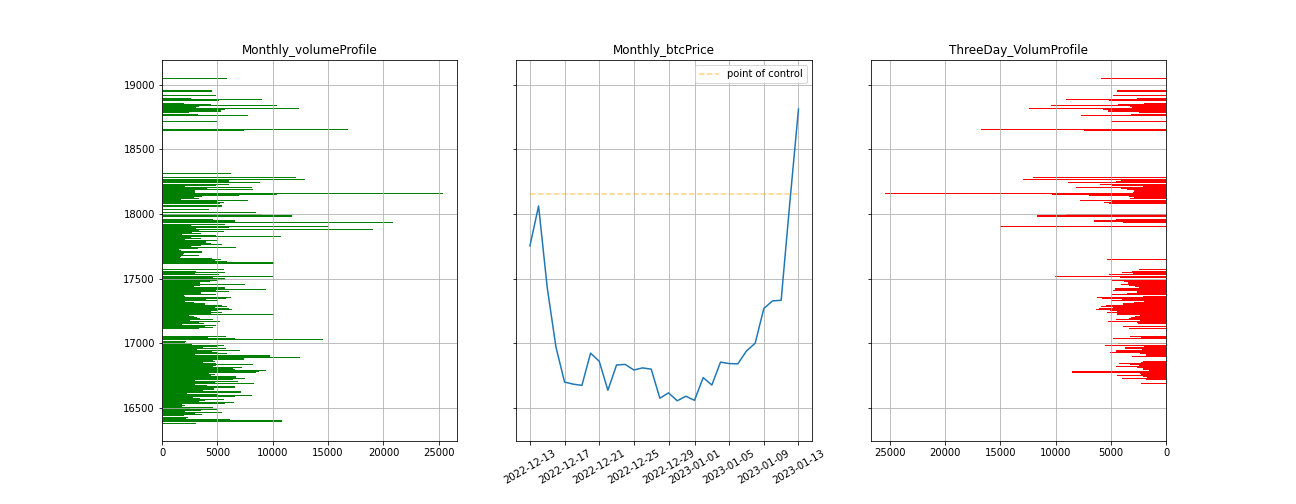 Monthly_volumeProfile
Monthly_btcPrice
ThreeDay_VolumProfile
point of control
19000
18500
18000
17500
17000
16500
0 5000 10000 15000 20000 25000
2022-12-13 2022-12-17 2022-12-21 2022-12-25 2022-12-29 2023-01-01 2023-01-05 2023-01-09 2023-01-13
25000 20000 15000 10000 5000 0